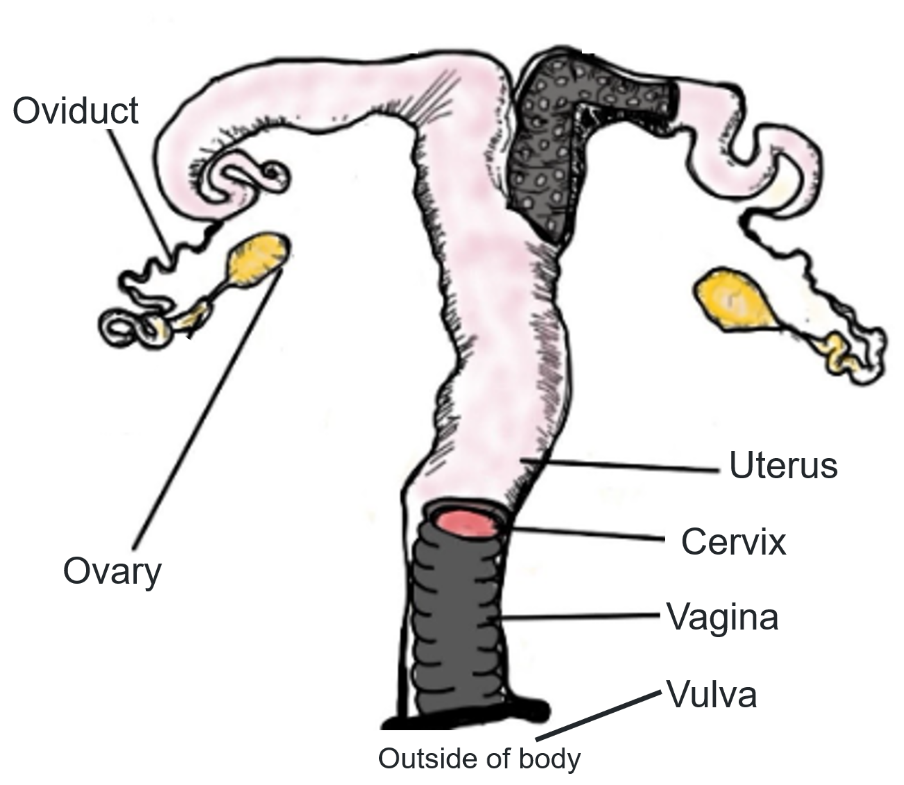 Oviduct
Ovary
Uterus
Cervix
Vagina
Vulva
Outside of body